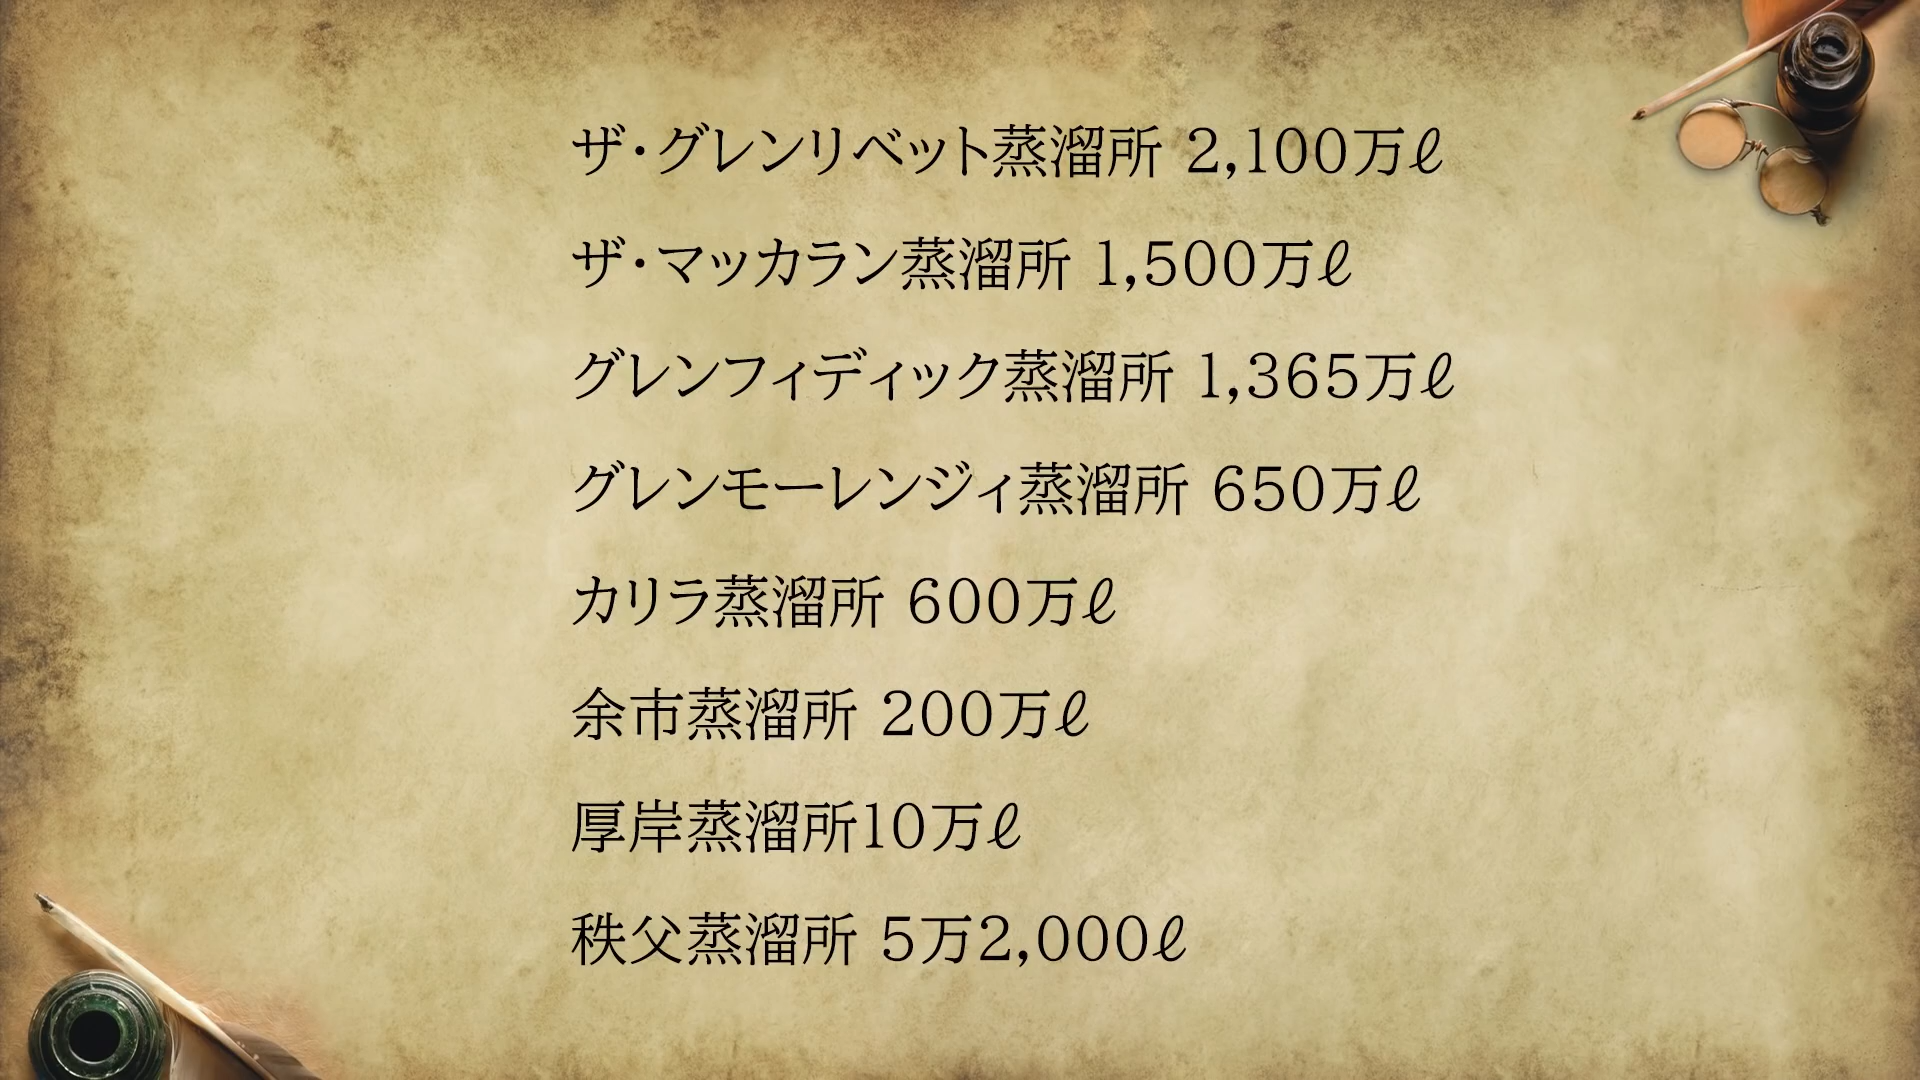 ザ・グレンリベット蒸溜所 2,100万ℓ
ザ・マッカラン蒸溜所 1,500万ℓ
グレンフィディック蒸溜所 1,365万ℓ
グレンモーレンジィ蒸溜所 650万ℓ
カリラ蒸溜所 600万ℓ
余市蒸溜所 200万ℓ
厚岸蒸溜所10万ℓ
秩父蒸溜所 5万2,000ℓ